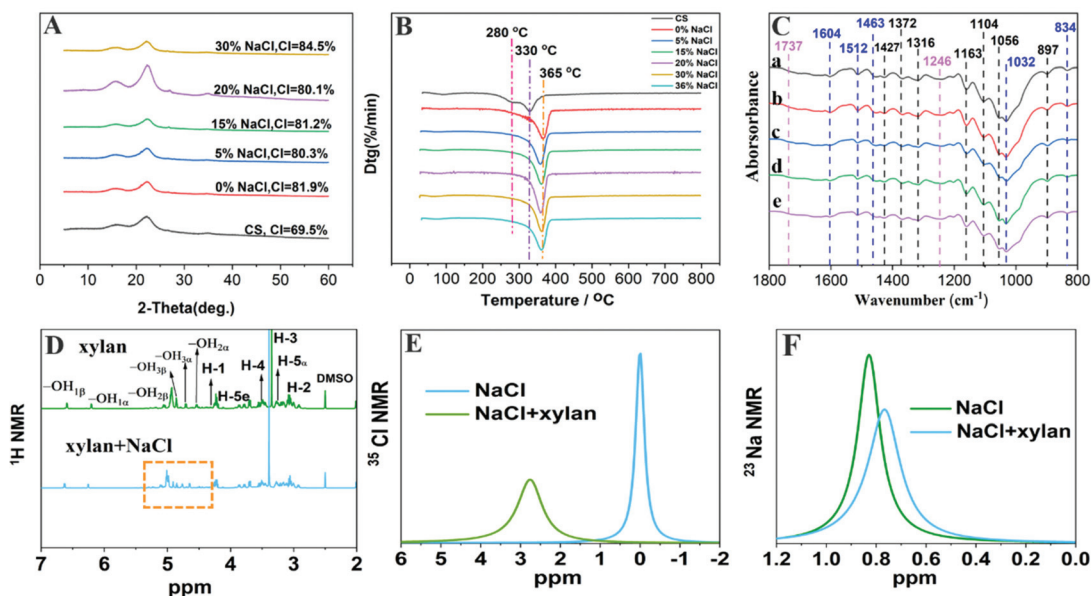 A
30% NaCl,CI=84.5%
20% NaCl,CI=80.1%
15% NaCl,CI=81.2%
5% NaCl,CI=80.3%
0% NaCl,CI=81.9%
CS, CI=69.5%
0 5 10 15 20 25 30 35 40 45 50 55 60
2-Theta(deg.)
B
280 °C
330 °C
365 °C
CS
0% NaCl
5% NaCl
15% NaCl
20% NaCl
30% NaCl
36% NaCl
Dtg(%/min)
0 100 200 300 400 500 600 700 800
Temperature / °C
C
1737
1604
1512
1463
1427
1372
1316
1246
1163
1104
1056
1032
897
834
a
b
c
d
e
Aborsorbance
1800 1600 1400 1200 1000 800
Wavenumber (cm⁻¹)
D
xylan
−OH1β
−OH1α
−OH2β
−OH3β
−OH3α
−OH2α
H-1
H-5e
H-4
H-3
H-5α
H-2
DMSO
xylan+NaCl
¹H NMR
7 6 5 4 3 2
ppm
E
NaCl
NaCl+xylan
³⁵Cl NMR
6 5 4 3 2 1 0 -1 -2
ppm
F
NaCl
NaCl+xylan
²³Na NMR
1.2 1.0 0.8 0.6 0.4 0.2 0.0
ppm